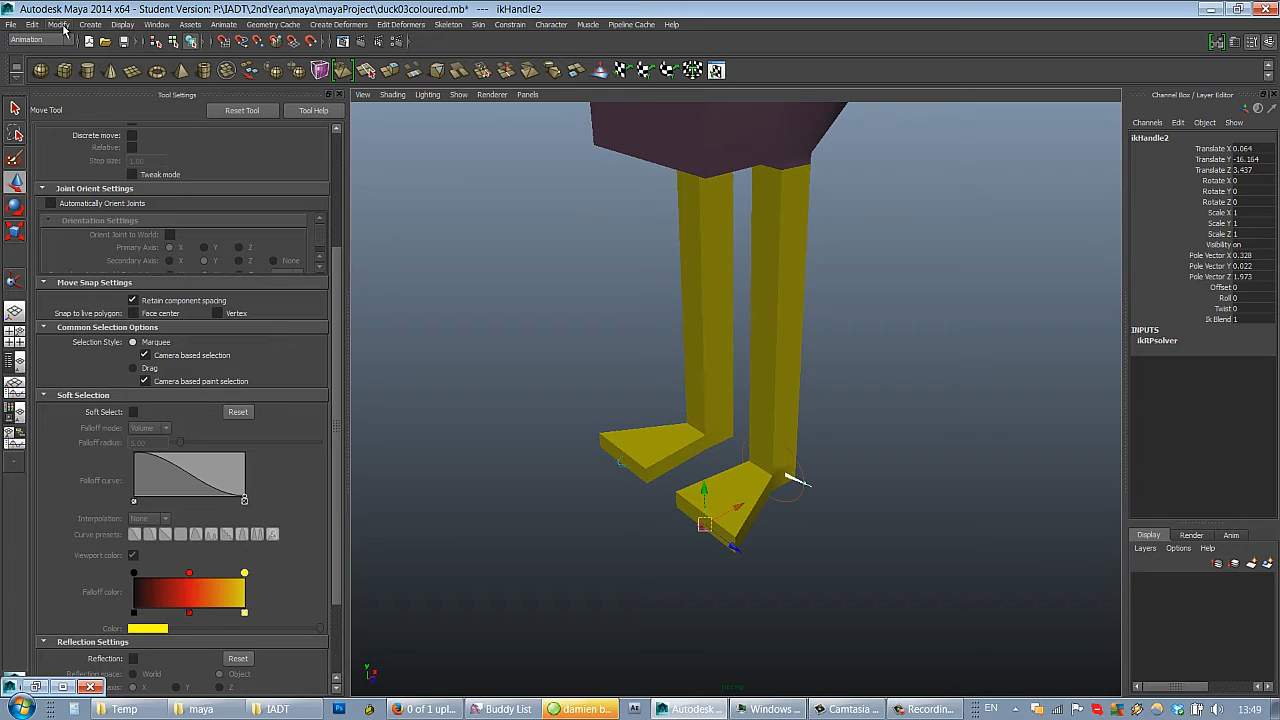 Autodesk Maya 2014 x64 - Student Version: P:\IADT\2ndYear\maya\mayaProject\duck03coloured.mb* --- ikHandle2
File Edit Modify Create Display Window Assets Animate Geometry Cache Create Deformers Edit Deformers Skeleton Skin Constrain Character Muscle Pipeline Cache Help
Animation
Tool Settings
Move Tool Reset Tool Tool Help
Discrete move:
Relative:
Step size: 1.00
Tweak mode
Joint Orient Settings
Automatically Orient Joints
Orientation Settings
Orient Joint to World:
Primary Axis: X Y Z
Secondary Axis: X Y Z None
Move Snap Settings
Retain component spacing
Snap to live polygon: Face center Vertex
Common Selection Options
Selection Style: Marquee
Camera based selection
Drag
Camera based paint selection
Soft Selection
Soft Select: Reset
Falloff mode: Volume
Falloff radius: 5.00
Falloff curve:
Interpolation: None
Curve presets:
Viewport color:
Falloff color:
Color:
Reflection Settings
Reflection: Reset
Reflection space: World Object
X Y Z
View Shading Lighting Show Renderer Panels
persp
Channel Box / Layer Editor
Channels Edit Object Show
ikHandle2
Translate X 0.064
Translate Y -16.164
Translate Z 3.437
Rotate X 0
Rotate Y 0
Rotate Z 0
Scale X 1
Scale Y 1
Scale Z 1
Visibility on
Pole Vector X 0.328
Pole Vector Y 0.022
Pole Vector Z 1.973
Offset 0
Roll 0
Twist 0
Ik Blend 1
INPUTS
ikRPsolver
Display Render Anim
Layers Options Help
Temp maya IADT 0 of 1 upl... Buddy List damien b... Autodesk ... Windows ... Camtasia ... Recordin... EN 13:49